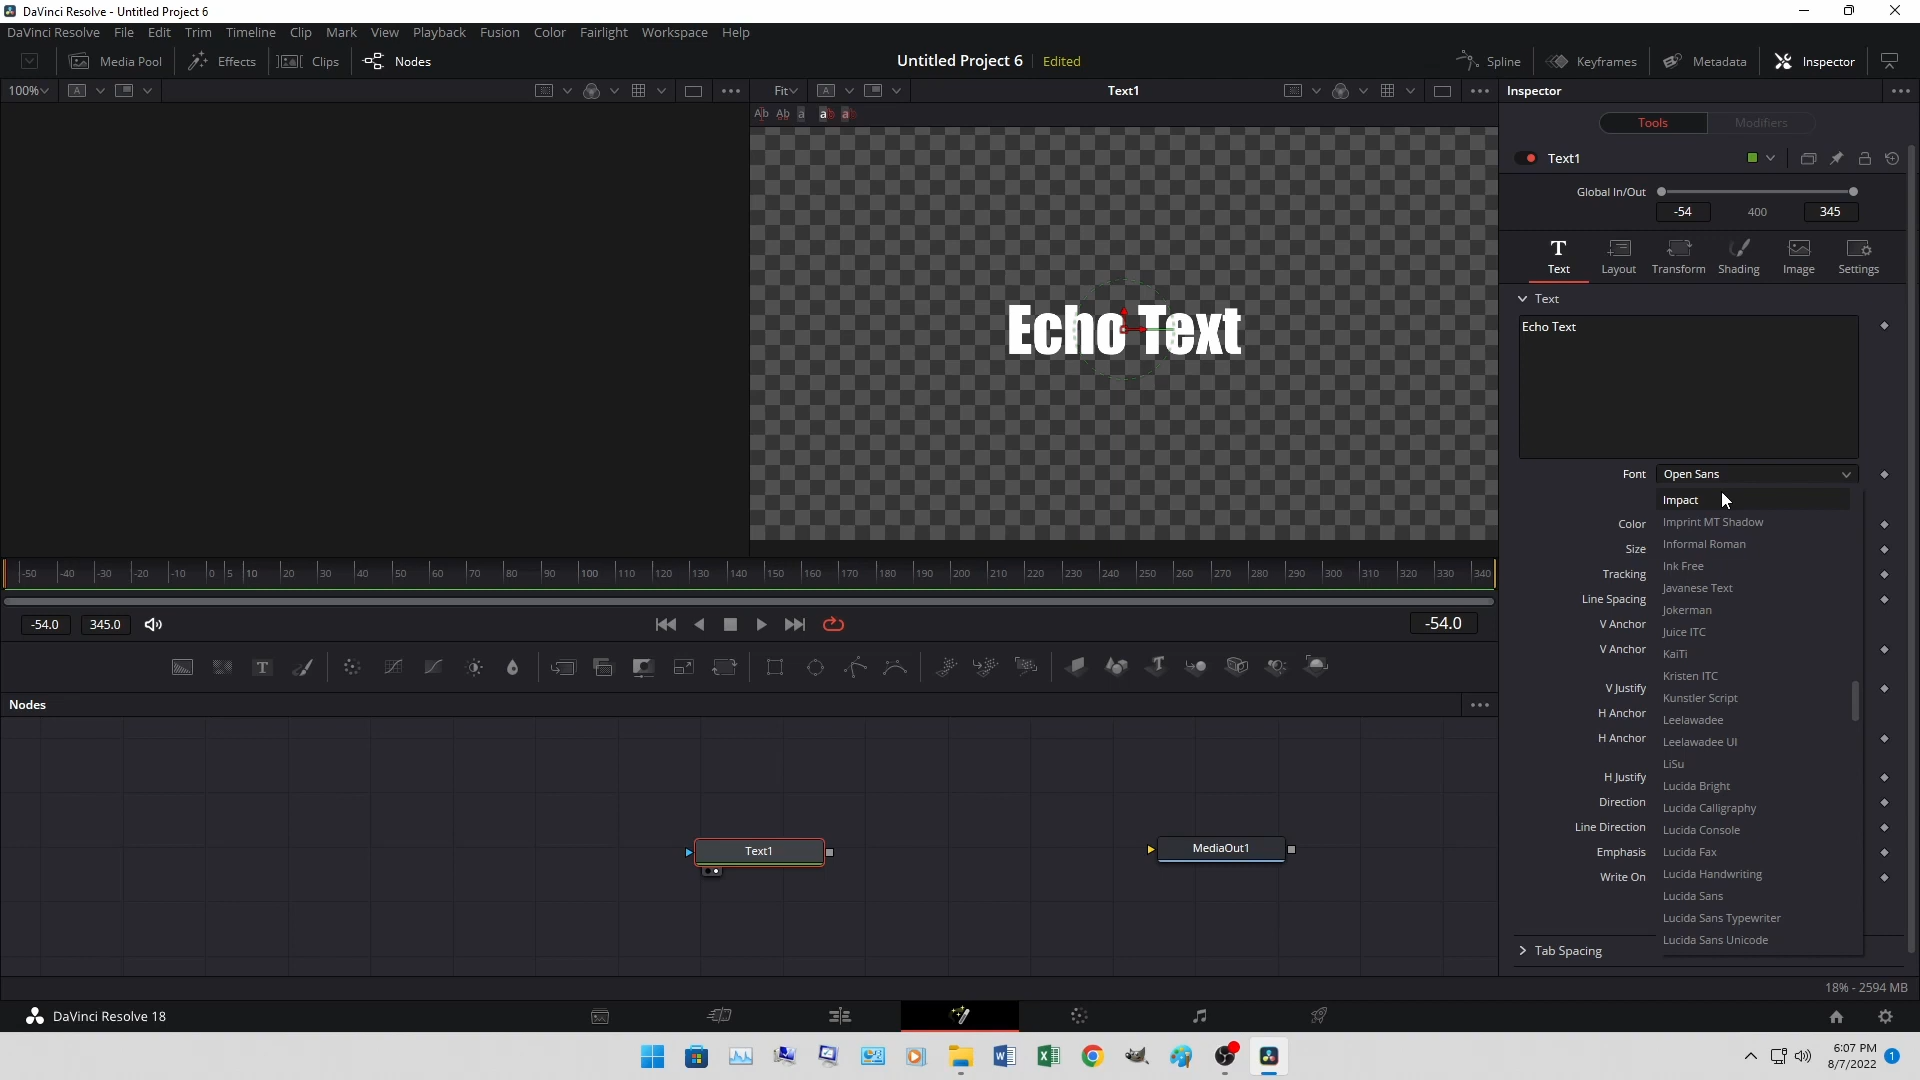 DaVinci Resolve - Untitled Project 6
DaVinci Resolve File Edit Trim Timeline Clip Mark View Playback Fusion Color Fairlight Workspace Help
Media Pool Effects Clips Nodes Untitled Project 6 Edited Spline Keyframes Metadata Inspector
100% A Fit A Text1 Inspector
Ab Ab a ab ab
Tools Modifiers
Text1
Global In/Out
-54 400 345
T
Text Layout Transform Shading Image Settings
Text
Echo Text
Echo Text
Font Open Sans
Impact
Color Imprint MT Shadow
Size Informal Roman
Ink Free
Tracking
Javanese Text
Line Spacing
Jokerman
V Anchor
Juice ITC
V Anchor KaiTi
Kristen ITC
V Justify
Kunstler Script
H Anchor
Leelawadee
H Anchor Leelawadee UI
LiSu
H Justify
Lucida Bright
Direction Lucida Calligraphy
Line Direction Lucida Console
Emphasis Lucida Fax
Write On Lucida Handwriting
Lucida Sans
Lucida Sans Typewriter
Lucida Sans Unicode
Tab Spacing
-50 -40 -30 -20 -10 0 5 10 20 30 40 50 60 70 80 90 100 110 120 130 140 150 160 170 180 190 200 210 220 230 240 250 260 270 280 290 300 310 320 330 340
-54.0 345.0 -54.0
Nodes
Text1 MediaOut1
18% - 2594 MB
DaVinci Resolve 18
6:07 PM
8/7/2022 1